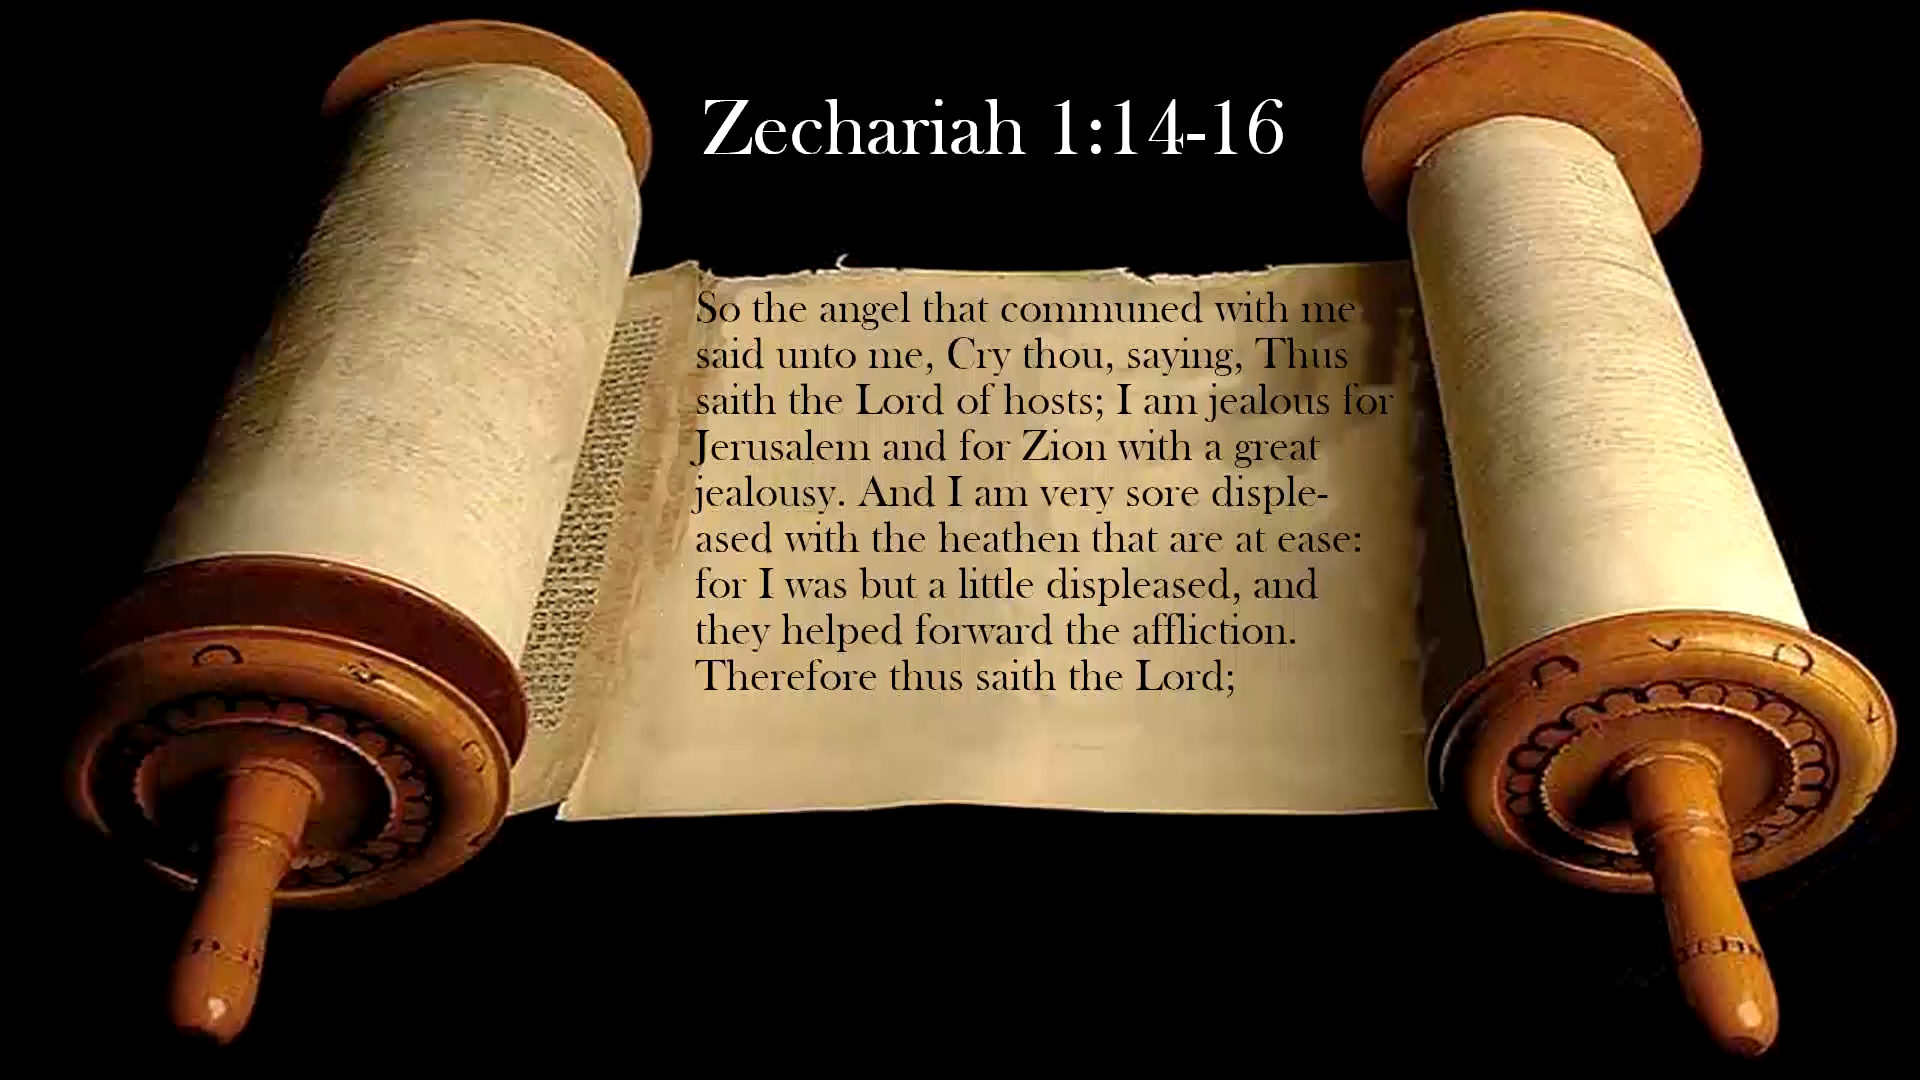 Zechariah 1:14-16
So the angel that communed with me
said unto me, Cry thou, saying, Thus
saith the Lord of hosts; I am jealous for
Jerusalem and for Zion with a great
jealousy. And I am very sore disple-
ased with the heathen that are at ease:
for I was but a little displeased, and
they helped forward the affliction.
Therefore thus saith the Lord;